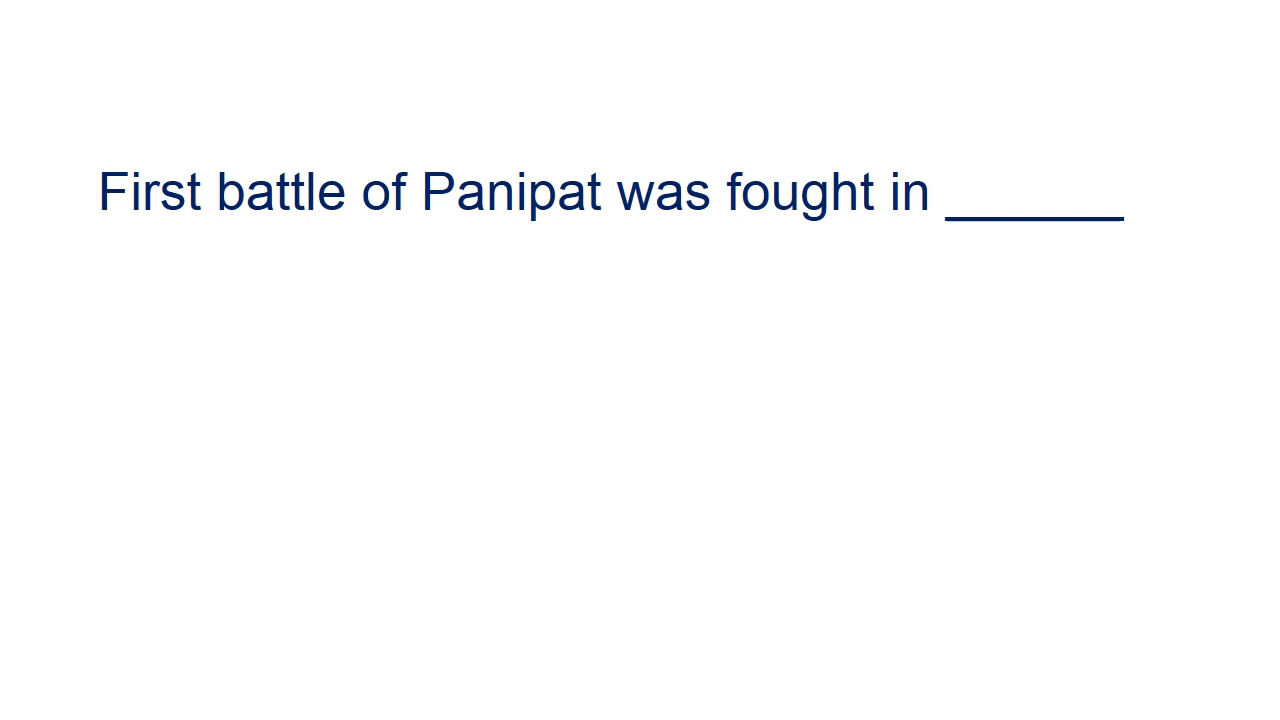 First battle of Panipat was fought in ______